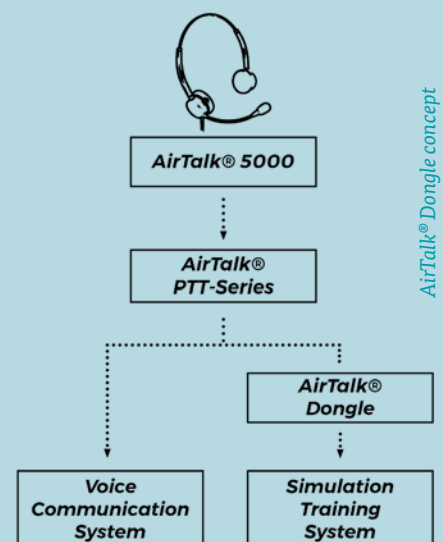 AirTalk® 5000
AirTalk® Dongle concept
AirTalk®
PTT-Series
AirTalk®
Dongle
Voice
Communication
System
Simulation
Training
System